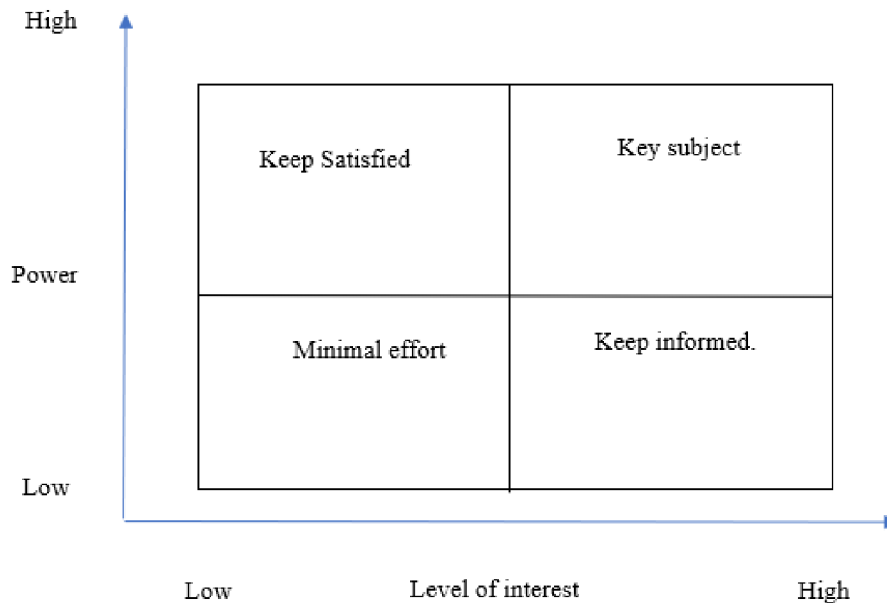 High
Keep Satisfied
Key subject
Power
Minimal effort
Keep informed.
Low
Low
Level of interest
High